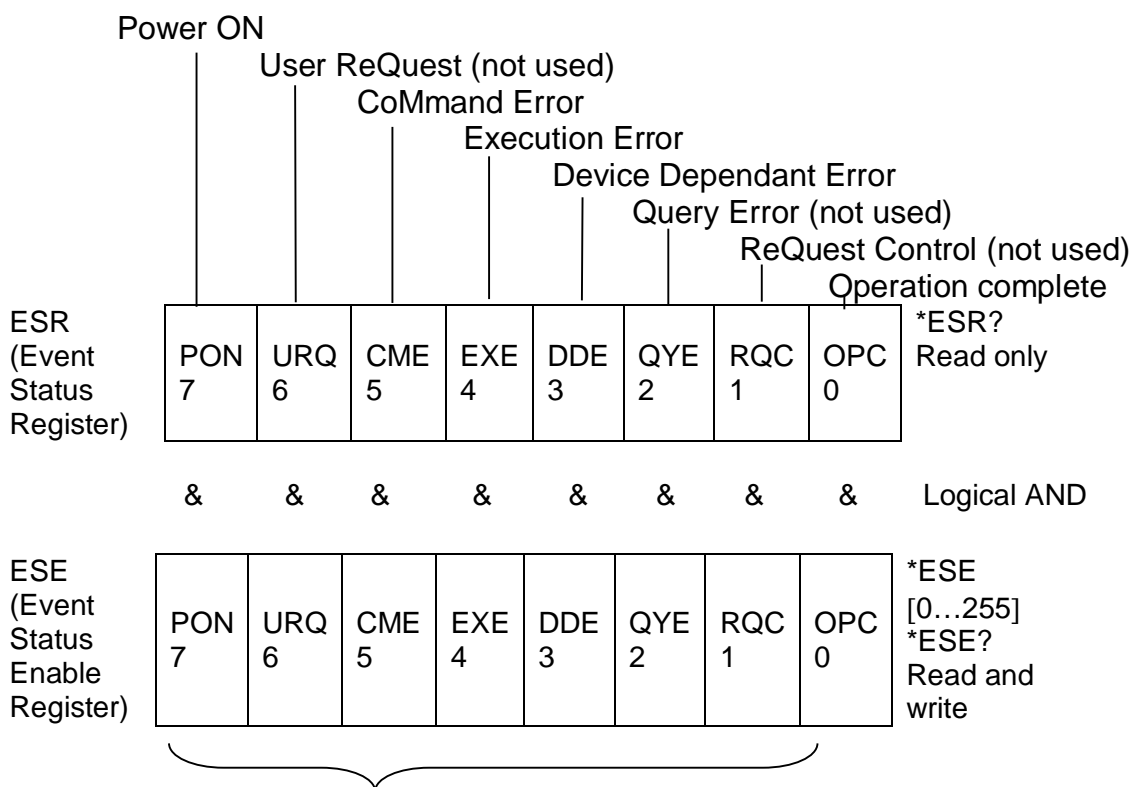 Power ON
User ReQuest (not used)
CoMmand Error
Execution Error
Device Dependant Error
Query Error (not used)
ReQuest Control (not used)
Operation complete
ESR
(Event
Status
Register)
PON
7
URQ
6
CME
5
EXE
4
DDE
3
QYE
2
RQC
1
OPC
0
*ESR?
Read only
& & & & & & & & Logical AND
ESE
(Event
Status
Enable
Register)
PON
7
URQ
6
CME
5
EXE
4
DDE
3
QYE
2
RQC
1
OPC
0
*ESE
[0…255]
*ESE?
Read and
write